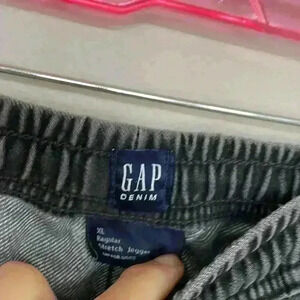 GAP
DENIM
XL
Regular
Stretch Jogger